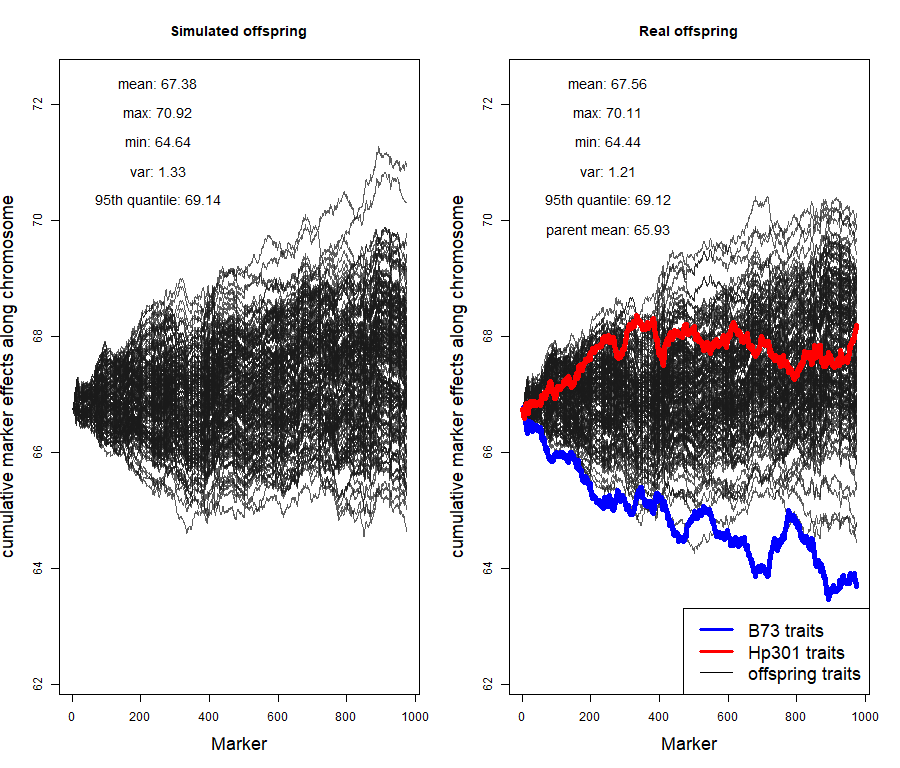 Simulated offspring
mean: 67.38
max: 70.92
min: 64.64
var: 1.33
95th quantile: 69.14
cumulative marker effects along chromosome
72
70
68
66
64
62
0 200 400 600 800 1000
Marker
Real offspring
mean: 67.56
max: 70.11
min: 64.44
var: 1.21
95th quantile: 69.12
parent mean: 65.93
cumulative marker effects along chromosome
72
70
68
66
64
62
B73 traits
Hp301 traits
offspring traits
0 200 400 600 800 1000
Marker